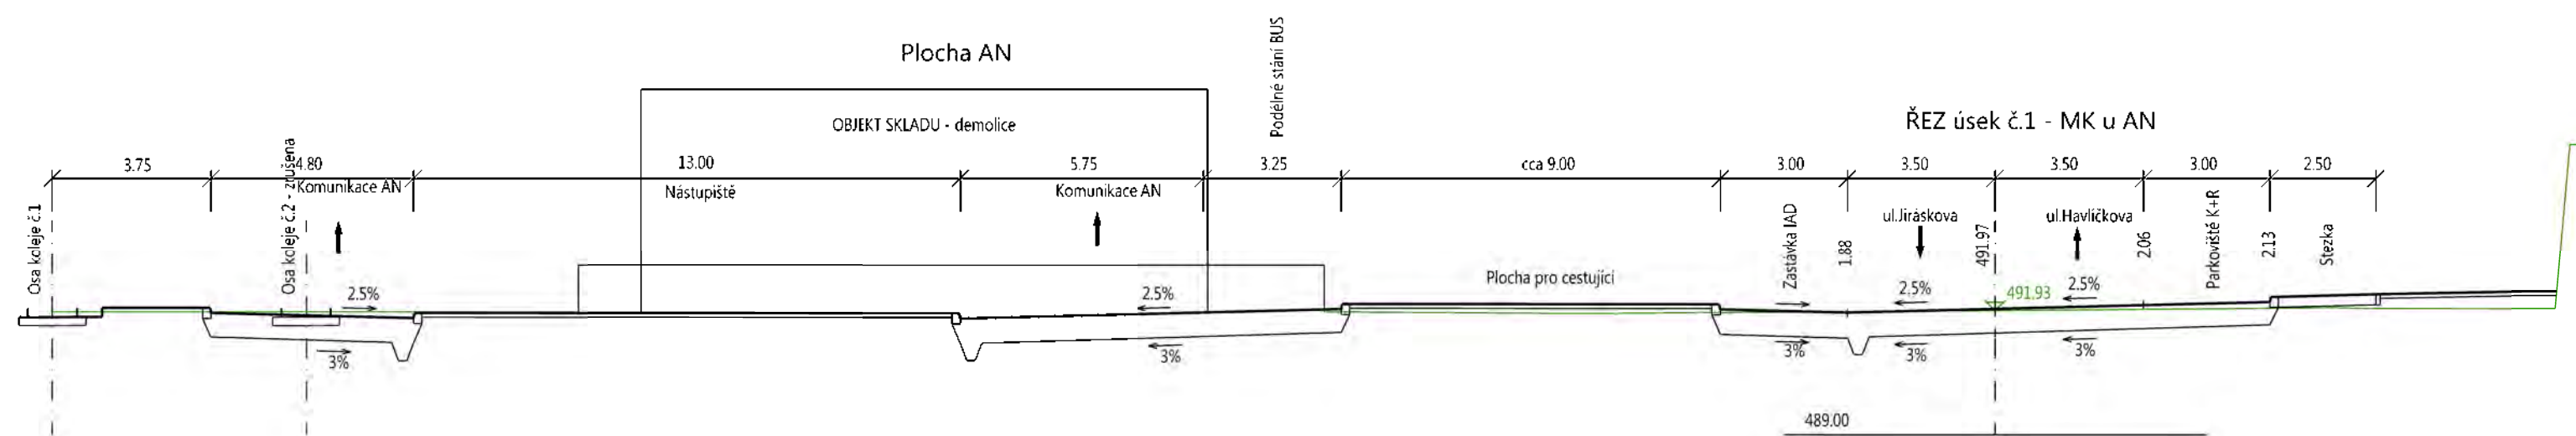 Plocha AN
Podélné stání BUS
ŘEZ úsek č.1 - MK u AN
OBJEKT SKLADU - demolice
3.75
4.80
13.00
5.75
3.25
cca 9.00
3.00
3.50
3.50
3.00
2.50
Osa koleje č.1
Osa koleje č.2 - zrušena
Komunikace AN
Nástupiště
Komunikace AN
Plocha pro cestující
Zastávka IAD
1.88
ul.Jiráskova
491.97
ul.Havlíčkova
2.06
Parkoviště K+R
2.13
Stezka
2.5%
2.5%
2.5%
491.93
2.5%
3%
3%
3%
3%
3%
489.00